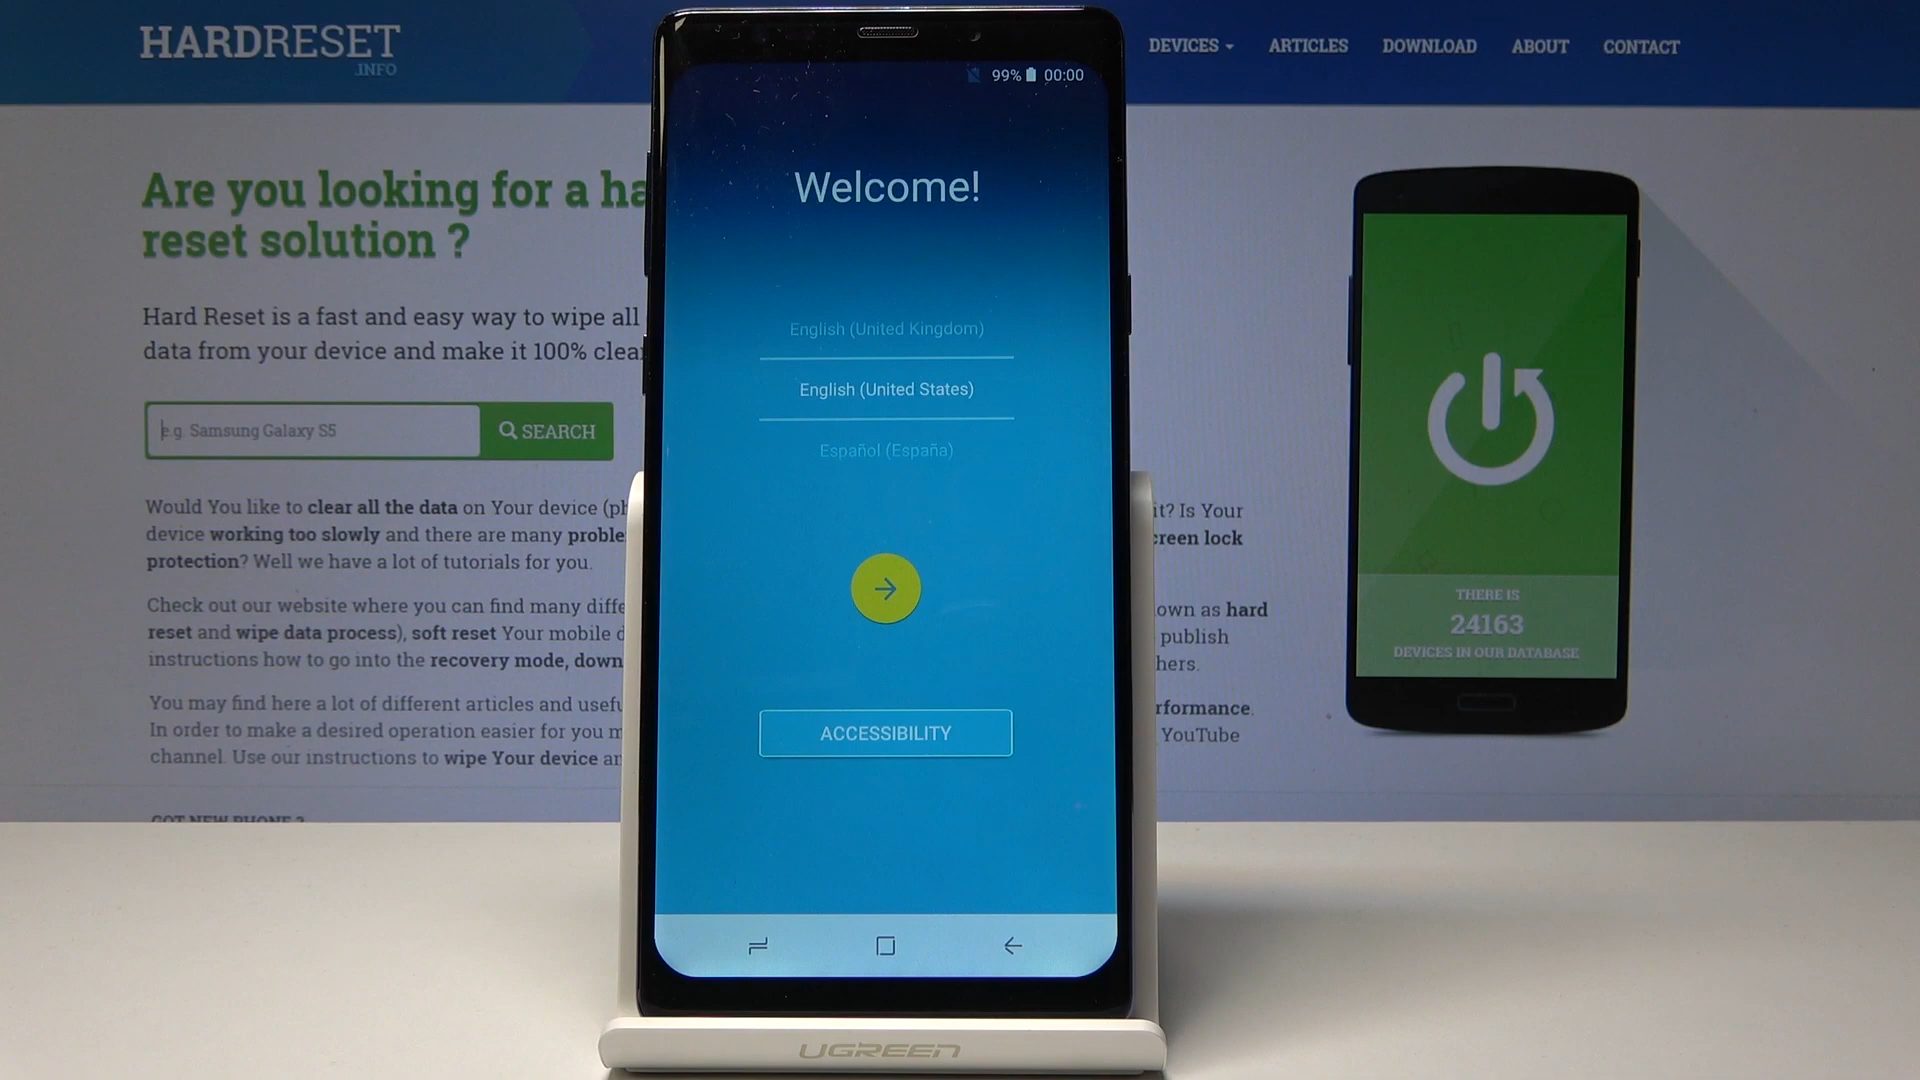 HARDRESET
.INFO
DEVICES ARTICLES DOWNLOAD ABOUT CONTACT
Are you looking for a ha
reset solution ?
Hard Reset is a fast and easy way to wipe all
data from your device and make it 100% clea
e.g. Samsung Galaxy S5
SEARCH
Would You like to clear all the data on Your device (ph
device working too slowly and there are many proble
protection? Well we have a lot of tutorials for you.
Check out our website where you can find many diffe
reset and wipe data process), soft reset Your mobile d
instructions how to go into the recovery mode, down
You may find here a lot of different articles and usefu
In order to make a desired operation easier for you m
channel. Use our instructions to wipe Your device an
99% 00:00
Welcome!
English (United Kingdom)
English (United States)
Español (España)
ACCESSIBILITY
UGREEN
it? Is Your
creen lock
own as hard
publish
hers.
rformance.
YouTube
THERE IS
24163
DEVICES IN OUR DATABASE